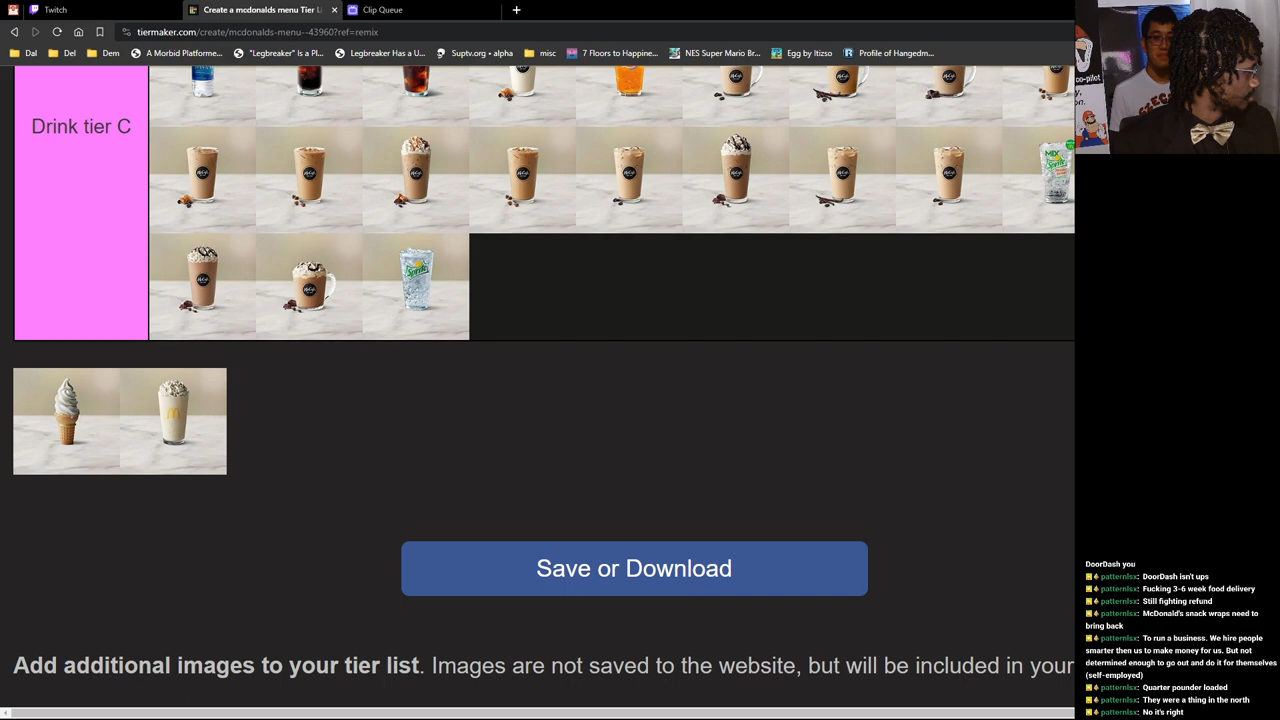 Twitch
Create a mcdonalds menu Tier Li
Clip Queue
tiermaker.com/create/mcdonalds-menu--43960?ref=remix
Dal
Del
Dem
A Morbid Platforme...
"Legbreaker" Is a Pl...
Legbreaker Has a U...
Suptv.org • alpha
misc
7 Floors to Happine...
NES Super Mario Br...
Egg by Itizso
Profile of Hangedm...
Drink tier C
Save or Download
Add additional images to your tier list. Images are not saved to the website, but will be included in your
co-pilot
DoorDash you
patternlsx: DoorDash isn't ups
patternlsx: Fucking 3-6 week food delivery
patternlsx: Still fighting refund
patternlsx: McDonald's snack wraps need to
bring back
patternlsx: To run a business. We hire people
smarter then us to make money for us. But not
determined enough to go out and do it for themselves
(self-employed)
patternlsx: Quarter pounder loaded
patternlsx: They were a thing in the north
patternlsx: No it's right